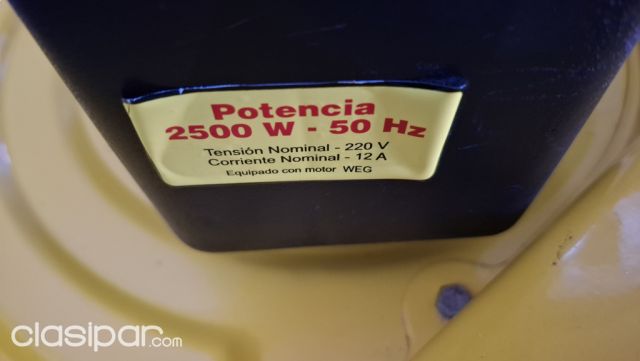 Potencia
2500 W - 50 Hz
Tensión Nominal - 220 V
Corriente Nominal - 12 A
Equipado con motor WEG
clasipar.com